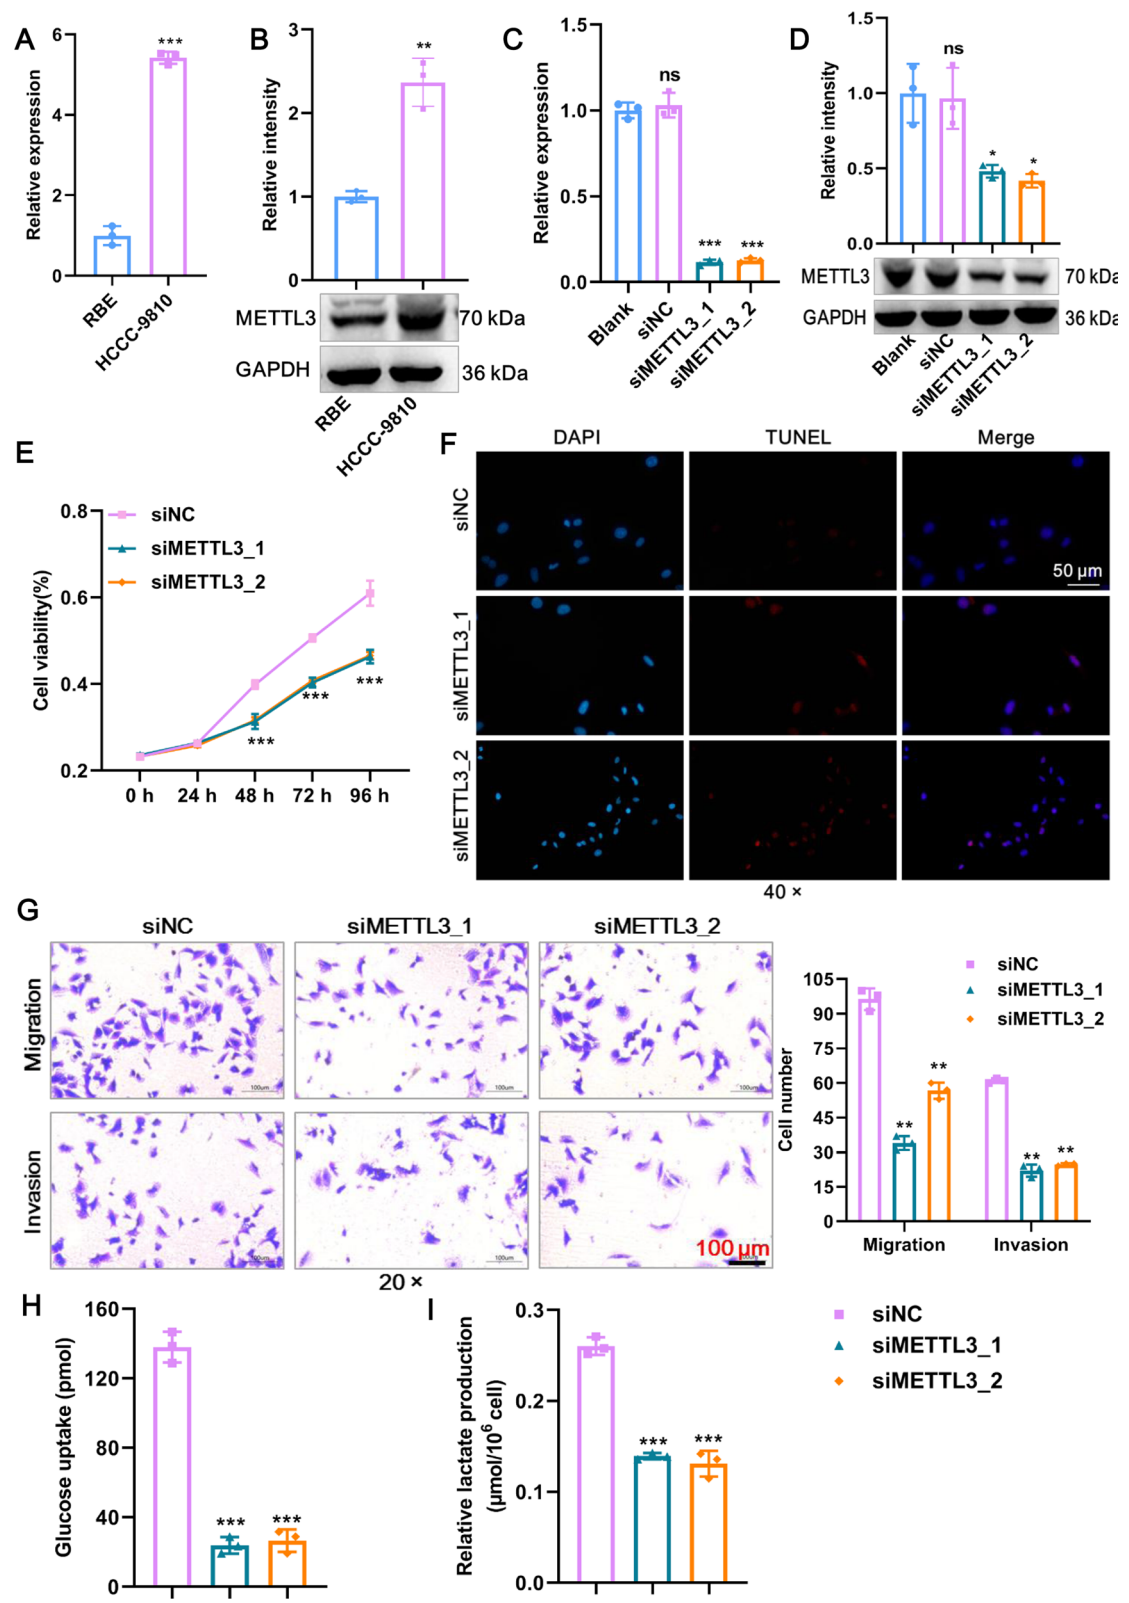 A
Relative expression
6
4
2
0
***
RBE
HCCC-9810
B
Relative intensity
3
2
1
0
**
METTL3
70 kDa
GAPDH
36 kDa
RBE
HCCC-9810
C
Relative expression
1.5
1.0
0.5
0.0
ns
***
***
Blank
siNC
siMETTL3_1
siMETTL3_2
D
Relative intensity
1.5
1.0
0.5
0.0
ns
*
*
METTL3
70 kDa
GAPDH
36 kDa
Blank
siNC
siMETTL3_1
siMETTL3_2
E
siNC
siMETTL3_1
siMETTL3_2
Cell viability(%)
0.8
0.6
0.4
0.2
***
***
***
0 h 24 h 48 h 72 h 96 h
F
DAPI TUNEL Merge
siNC
50 μm
siMETTL3_1
siMETTL3_2
40 ×
G
siNC siMETTL3_1 siMETTL3_2
Migration
100um 100um 100um
Invasion
100um 100um
100 μm
20 ×
siNC
siMETTL3_1
siMETTL3_2
Cell number
105
90
75
60
45
30
15
0
** ** ** **
Migration Invasion
H
Glucose uptake (pmol)
160
120
80
40
0
*** ***
I
Relative lactate production
(μmol/10⁶ cell)
0.3
0.2
0.1
0.0
*** ***
siNC
siMETTL3_1
siMETTL3_2